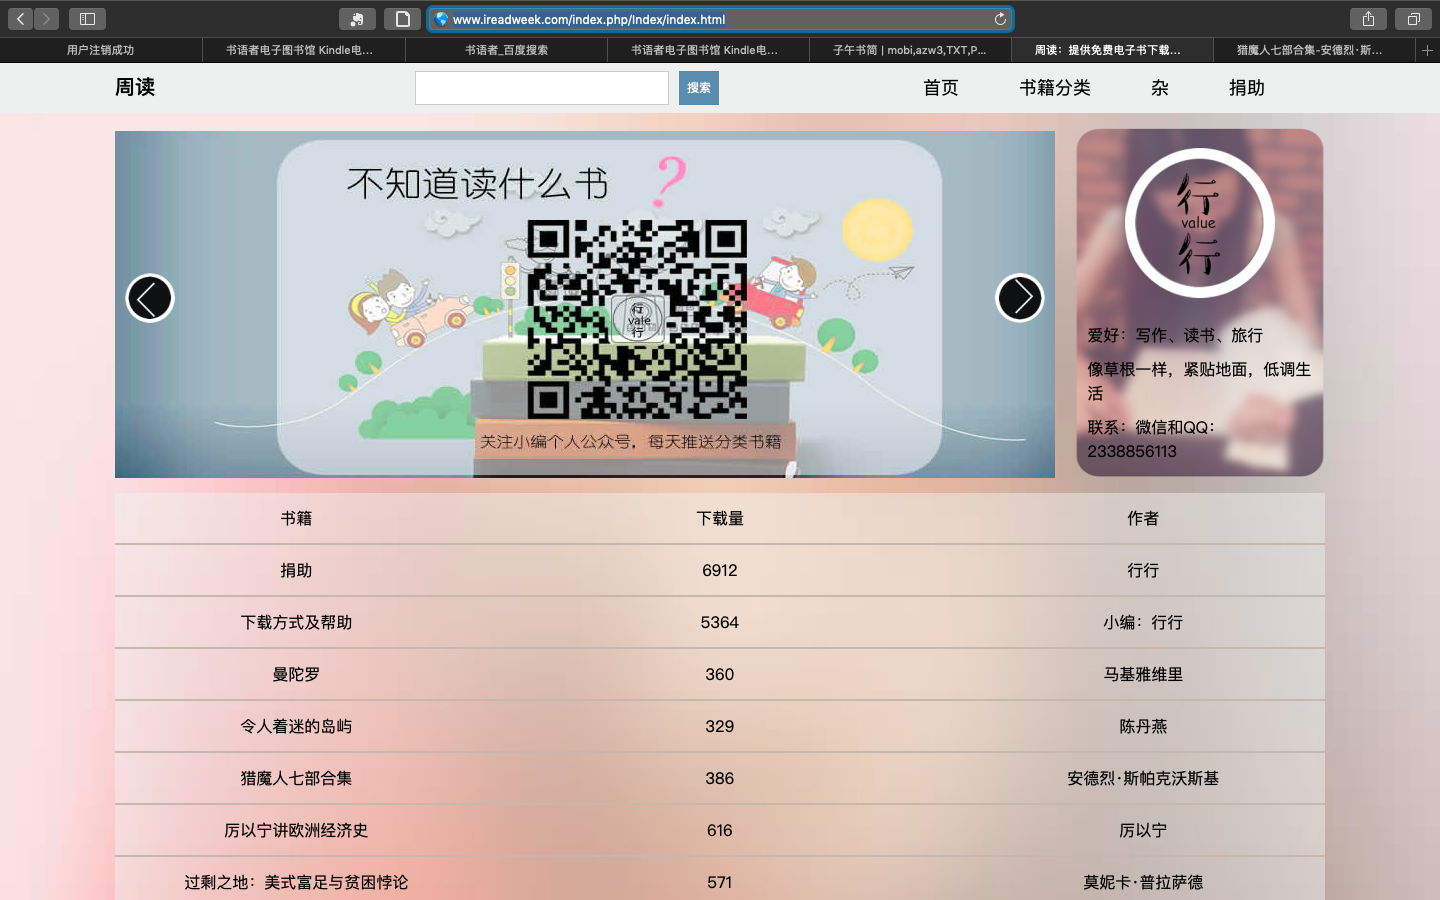 www.ireadweek.com/index.php/Index/index.html
用户注销成功
书语者电子图书馆 Kindle电...
书语者_百度搜索
书语者电子图书馆 Kindle电...
子午书简 | mobi,azw3,TXT,P...
周读：提供免费电子书下载...
猎魔人七部合集-安德烈·斯...
周读
搜索
首页
书籍分类
杂
捐助
不知道读什么书？
行
vale
行
关注小编个人公众号，每天推送分类书籍
行
value
行
爱好：写作、读书、旅行
像草根一样，紧贴地面，低调生
活
联系：微信和QQ：
2338856113
书籍 下载量 作者
捐助 6912 行行
下载方式及帮助 5364 小编：行行
曼陀罗 360 马基雅维里
令人着迷的岛屿 329 陈丹燕
猎魔人七部合集 386 安德烈·斯帕克沃斯基
厉以宁讲欧洲经济史 616 厉以宁
过剩之地：美式富足与贫困悖论 571 莫妮卡·普拉萨德